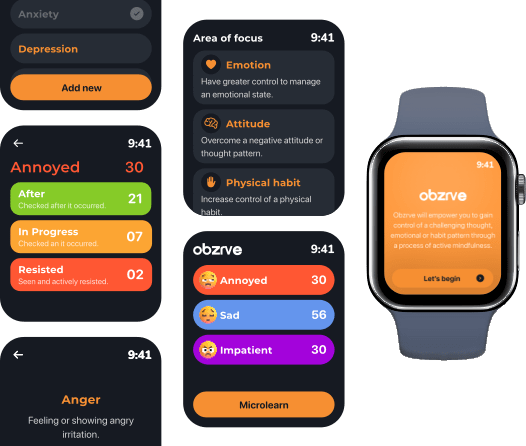 Anxiety
Depression
Add new
9:41
Annoyed 30
After
Checked after it occurred.
21
In Progress
Checked an it occurred.
07
Resisted
Seen and actively resisted.
02
9:41
Anger
Feeling or showing angry
irritation.
Area of focus 9:41
Emotion
Have greater control to manage
an emotional state.
Attitude
Overcome a negative attitude or
thought pattern.
Physical habit
Increase control of a physical
habit.
obzrve 9:41
Annoyed 30
Sad 56
Impatient 30
Microlearn
9:41
obzrve
Obzrve will empower you to gain
control of a challenging thought,
emotional or habit pattern through
a process of active mindfulness.
Let's begin